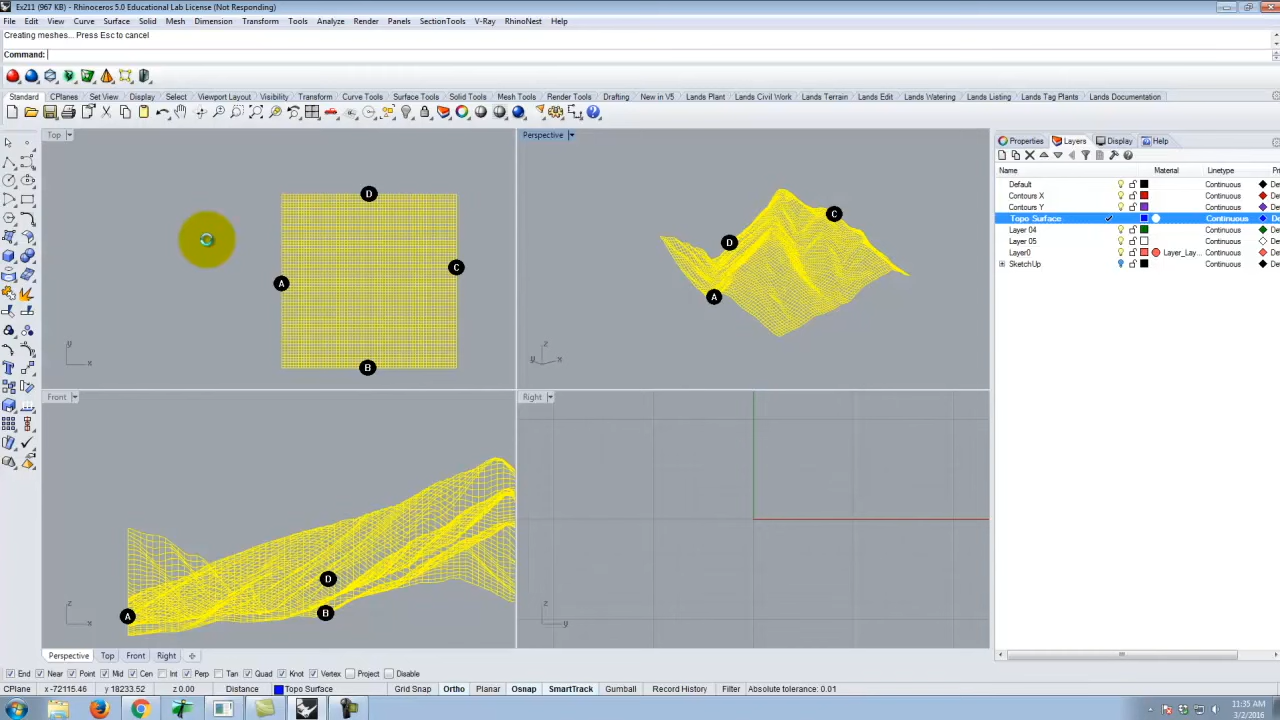 Ex211 (967 KB) - Rhinoceros 5.0 Educational Lab License (Not Responding)
File Edit View Curve Surface Solid Mesh Dimension Transform Tools Analyze Render Panels SectionTools V-Ray RhinoNest Help
Creating meshes... Press Esc to cancel
Command:
Standard CPlanes Set View Display Select Viewport Layout Visibility Transform Curve Tools Surface Tools Solid Tools Mesh Tools Render Tools Drafting New in V5 Lands Plant Lands Civil Work Lands Terrain Lands Edit Lands Watering Lands Listing Lands Tag Plants Lands Documentation
Top
Perspective
Properties Layers Display Help
Name Material Linetype
Default Continuous
Contours X Continuous
Contours Y Continuous
Topo Surface Continuous
Layer 04 Continuous
Layer 05 Continuous
Layer0 Layer_Lay... Continuous
SketchUp Continuous
D
C
A
B
y
x
D
C
A
z
y
x
Front
Right
D
A
B
z
x
z
y
Perspective Top Front Right
End Near Point Mid Cen Int Perp Tan Quad Knot Vertex Project Disable
CPlane x -72115.46 y 18233.52 z 0.00 Distance Topo Surface Grid Snap Ortho Planar Osnap SmartTrack Gumball Record History Filter Absolute tolerance: 0.01
11:35 AM
3/2/2016